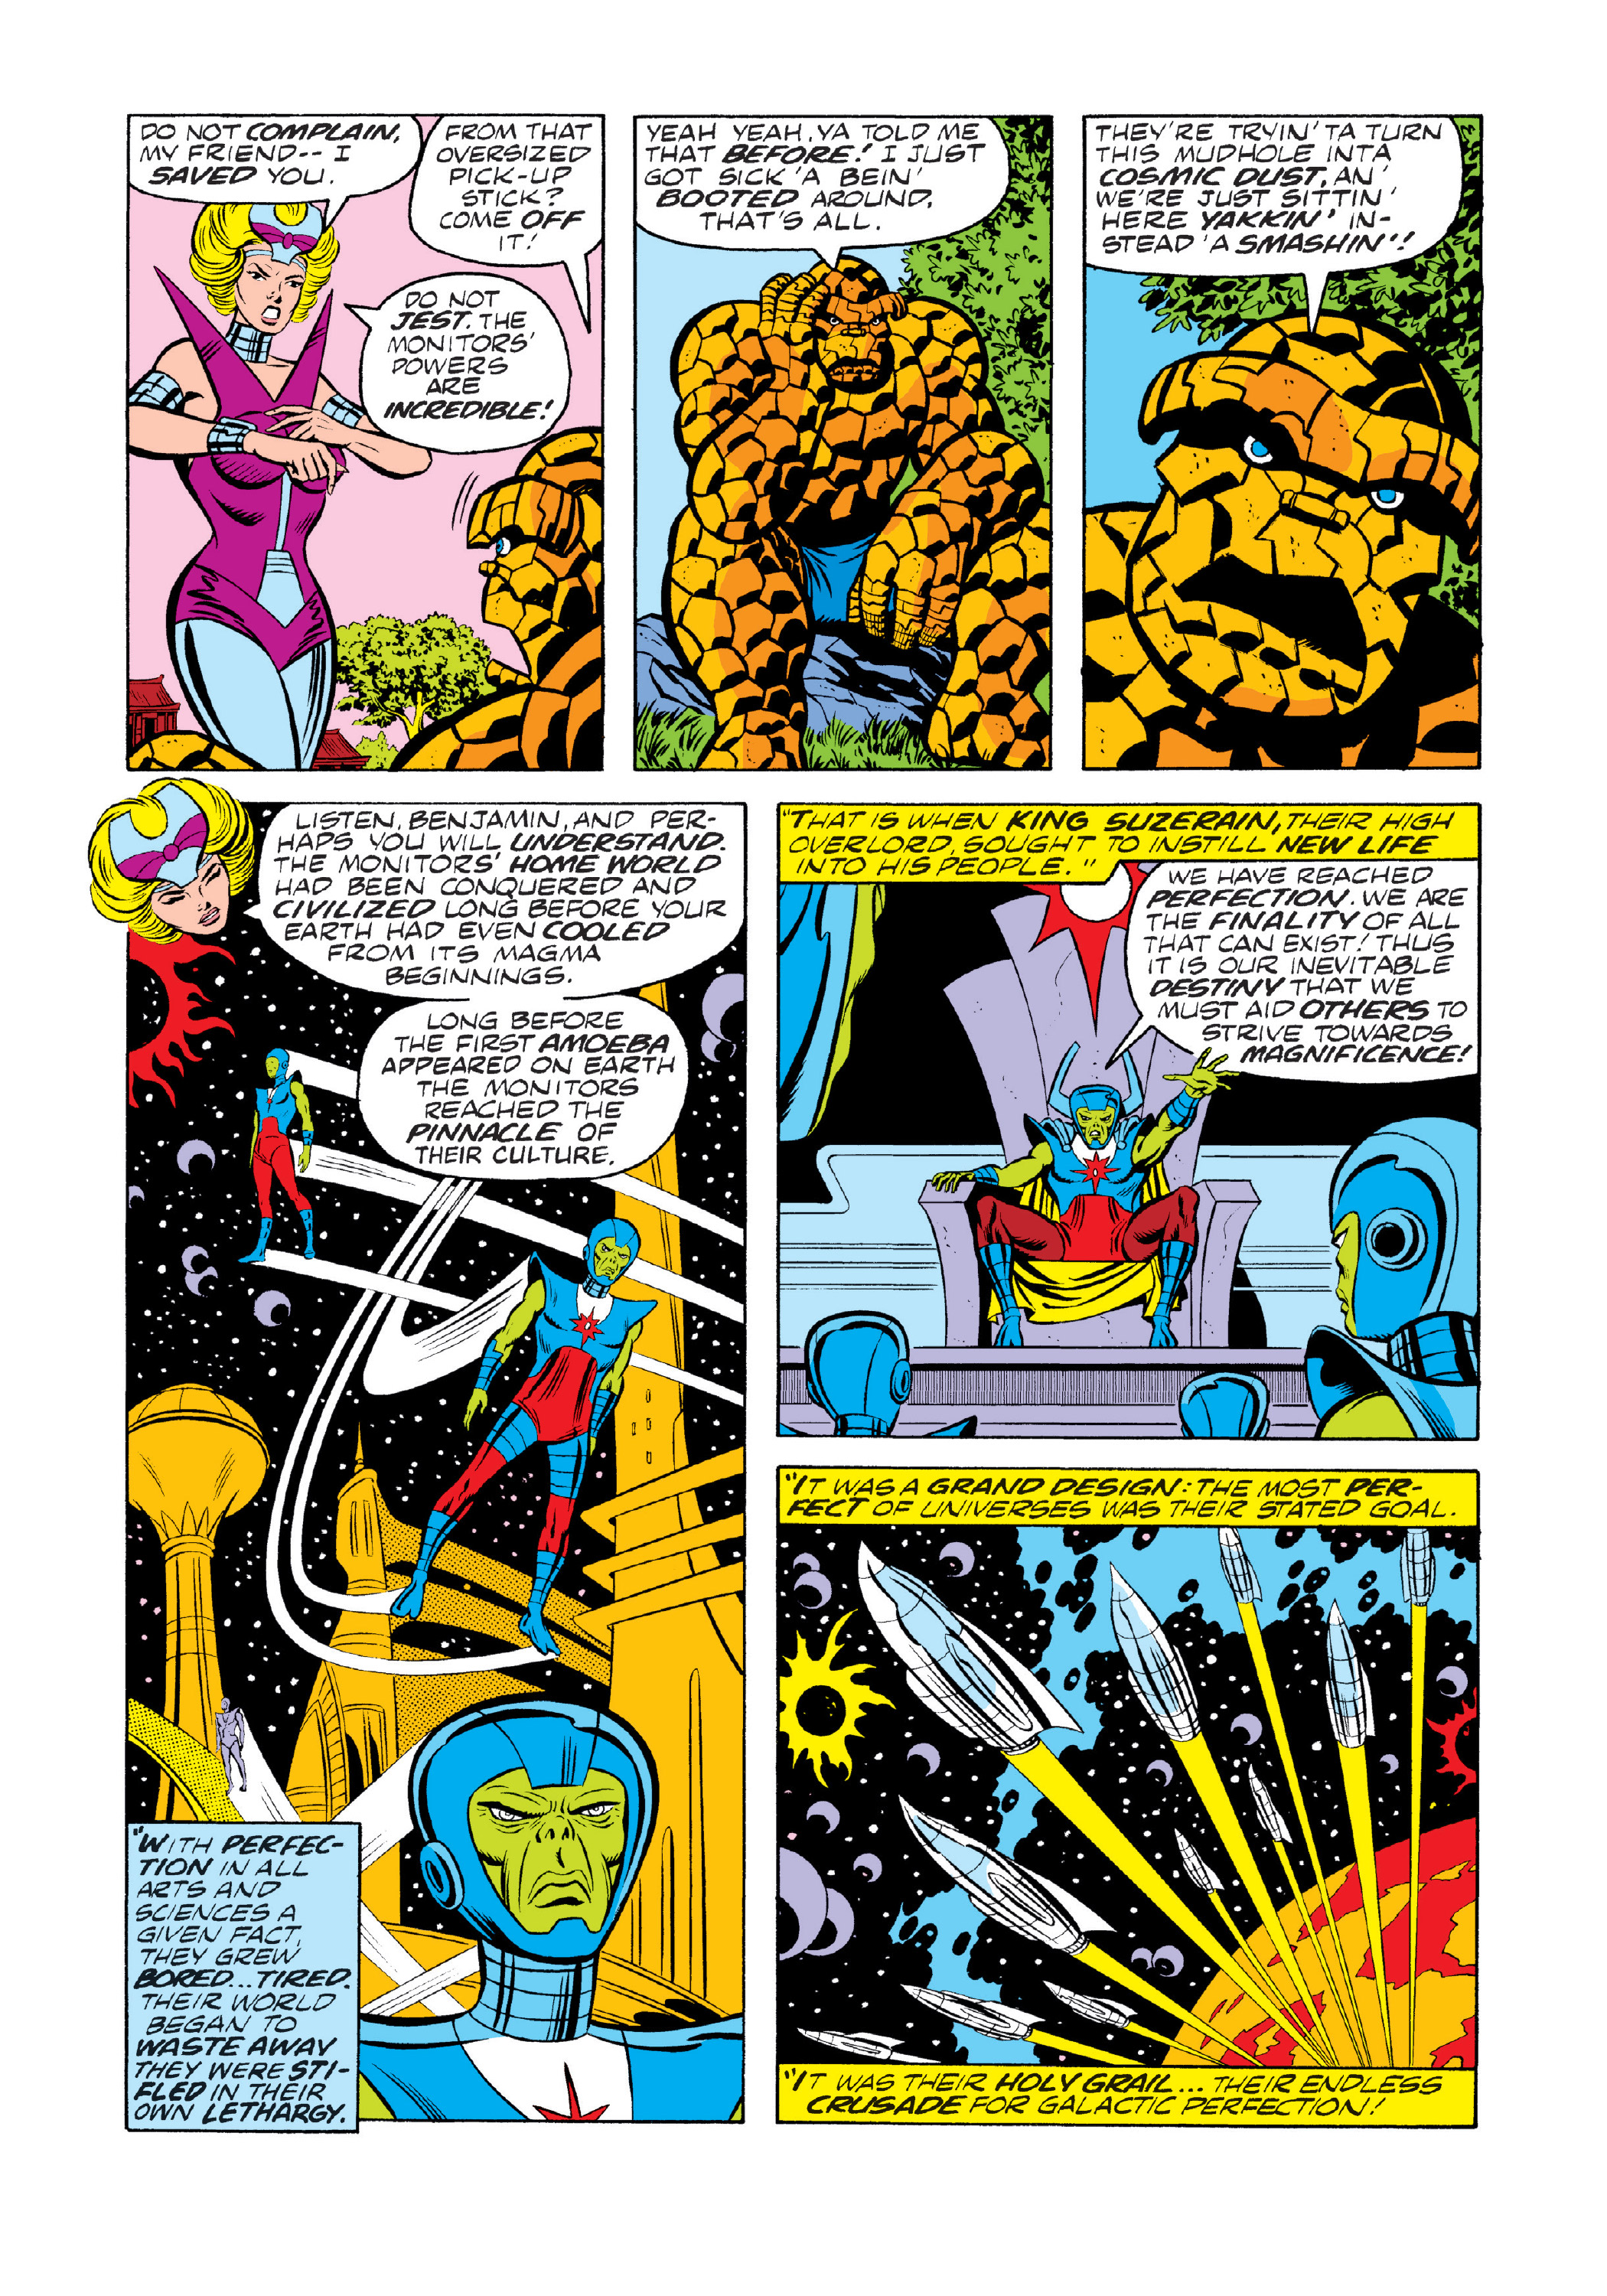 DO NOT COMPLAIN,
MY FRIEND-- I
SAVED YOU.
FROM THAT
OVERSIZED
PICK-UP
STICK?
COME OFF
IT!
DO NOT
JEST. THE
MONITORS'
POWERS
ARE
INCREDIBLE!
YEAH YEAH, YA TOLD ME
THAT BEFORE! I JUST
GOT SICK 'A BEIN'
BOOTED AROUND,
THAT'S ALL.
THEY'RE TRYIN' TA TURN
THIS MUDHOLE INTA
COSMIC DUST, AN'
WE'RE JUST SITTIN'
HERE YAKKIN' IN-
STEAD 'A SMASHIN'!
LISTEN, BENJAMIN, AND PER-
HAPS YOU WILL UNDERSTAND.
THE MONITORS' HOME WORLD
HAD BEEN CONQUERED AND
CIVILIZED LONG BEFORE YOUR
EARTH HAD EVEN COOLED
FROM ITS MAGMA
BEGINNINGS.
LONG BEFORE
THE FIRST AMOEBA
APPEARED ON EARTH
THE MONITORS
REACHED THE
PINNACLE OF
THEIR CULTURE.
"WITH PERFEC-
TION IN ALL
ARTS AND
SCIENCES A
GIVEN FACT,
THEY GREW
BORED...TIRED.
THEIR WORLD
BEGAN TO
WASTE AWAY
THEY WERE STI-
FLED IN THEIR
OWN LETHARGY.
"THAT IS WHEN KING SUZERAIN, THEIR HIGH
OVERLORD, SOUGHT TO INSTILL NEW LIFE
INTO HIS PEOPLE."
WE HAVE REACHED
PERFECTION. WE ARE
THE FINALITY OF ALL
THAT CAN EXIST! THUS
IT IS OUR INEVITABLE
DESTINY THAT WE
MUST AID OTHERS TO
STRIVE TOWARDS
MAGNIFICENCE!
"IT WAS A GRAND DESIGN: THE MOST PER-
FECT OF UNIVERSES WAS THEIR STATED GOAL.
"IT WAS THEIR HOLY GRAIL... THEIR ENDLESS
CRUSADE FOR GALACTIC PERFECTION!